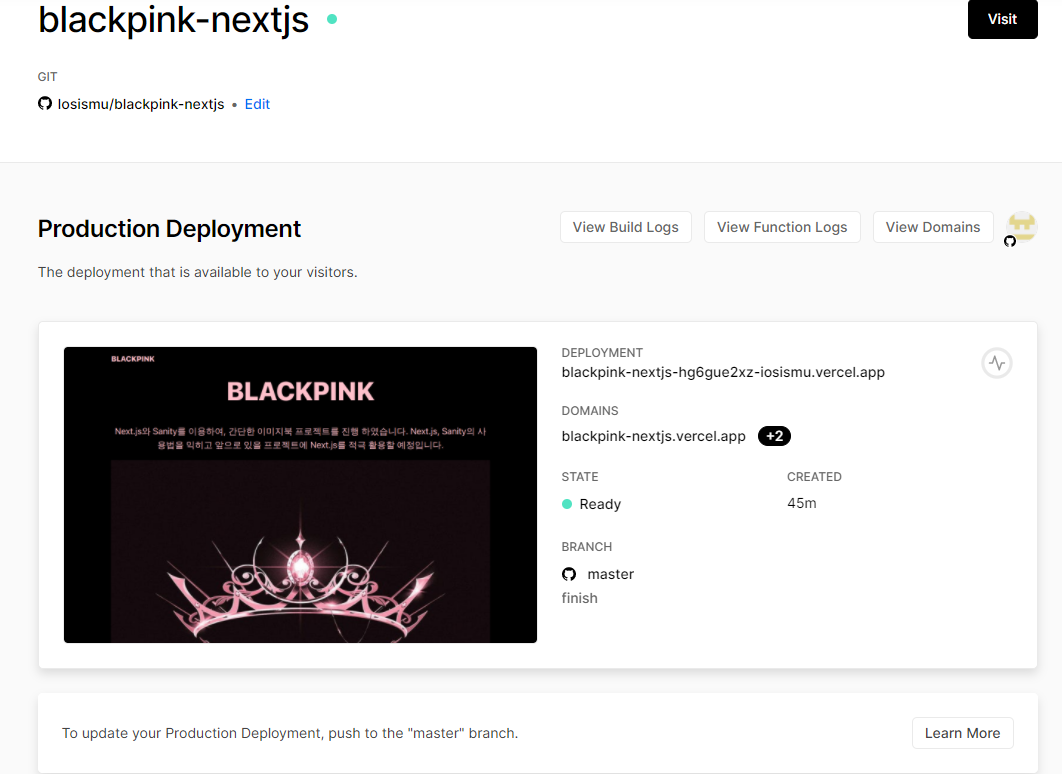 blackpink-nextjs
Visit
GIT
Iosismu/blackpink-nextjs • Edit
Production Deployment
View Build Logs
View Function Logs
View Domains
The deployment that is available to your visitors.
BLACKPINK
BLACKPINK
Next.js와 Sanity를 이용하여, 간단한 이미지북 프로젝트를 진행 하였습니다. Next.js, Sanity의 사
용법을 익히고 앞으로 있을 프로젝트에 Next.js를 적극 활용할 예정입니다.
DEPLOYMENT
blackpink-nextjs-hg6gue2xz-iosismu.vercel.app
DOMAINS
blackpink-nextjs.vercel.app +2
STATE
CREATED
Ready
45m
BRANCH
master
finish
To update your Production Deployment, push to the "master" branch.
Learn More